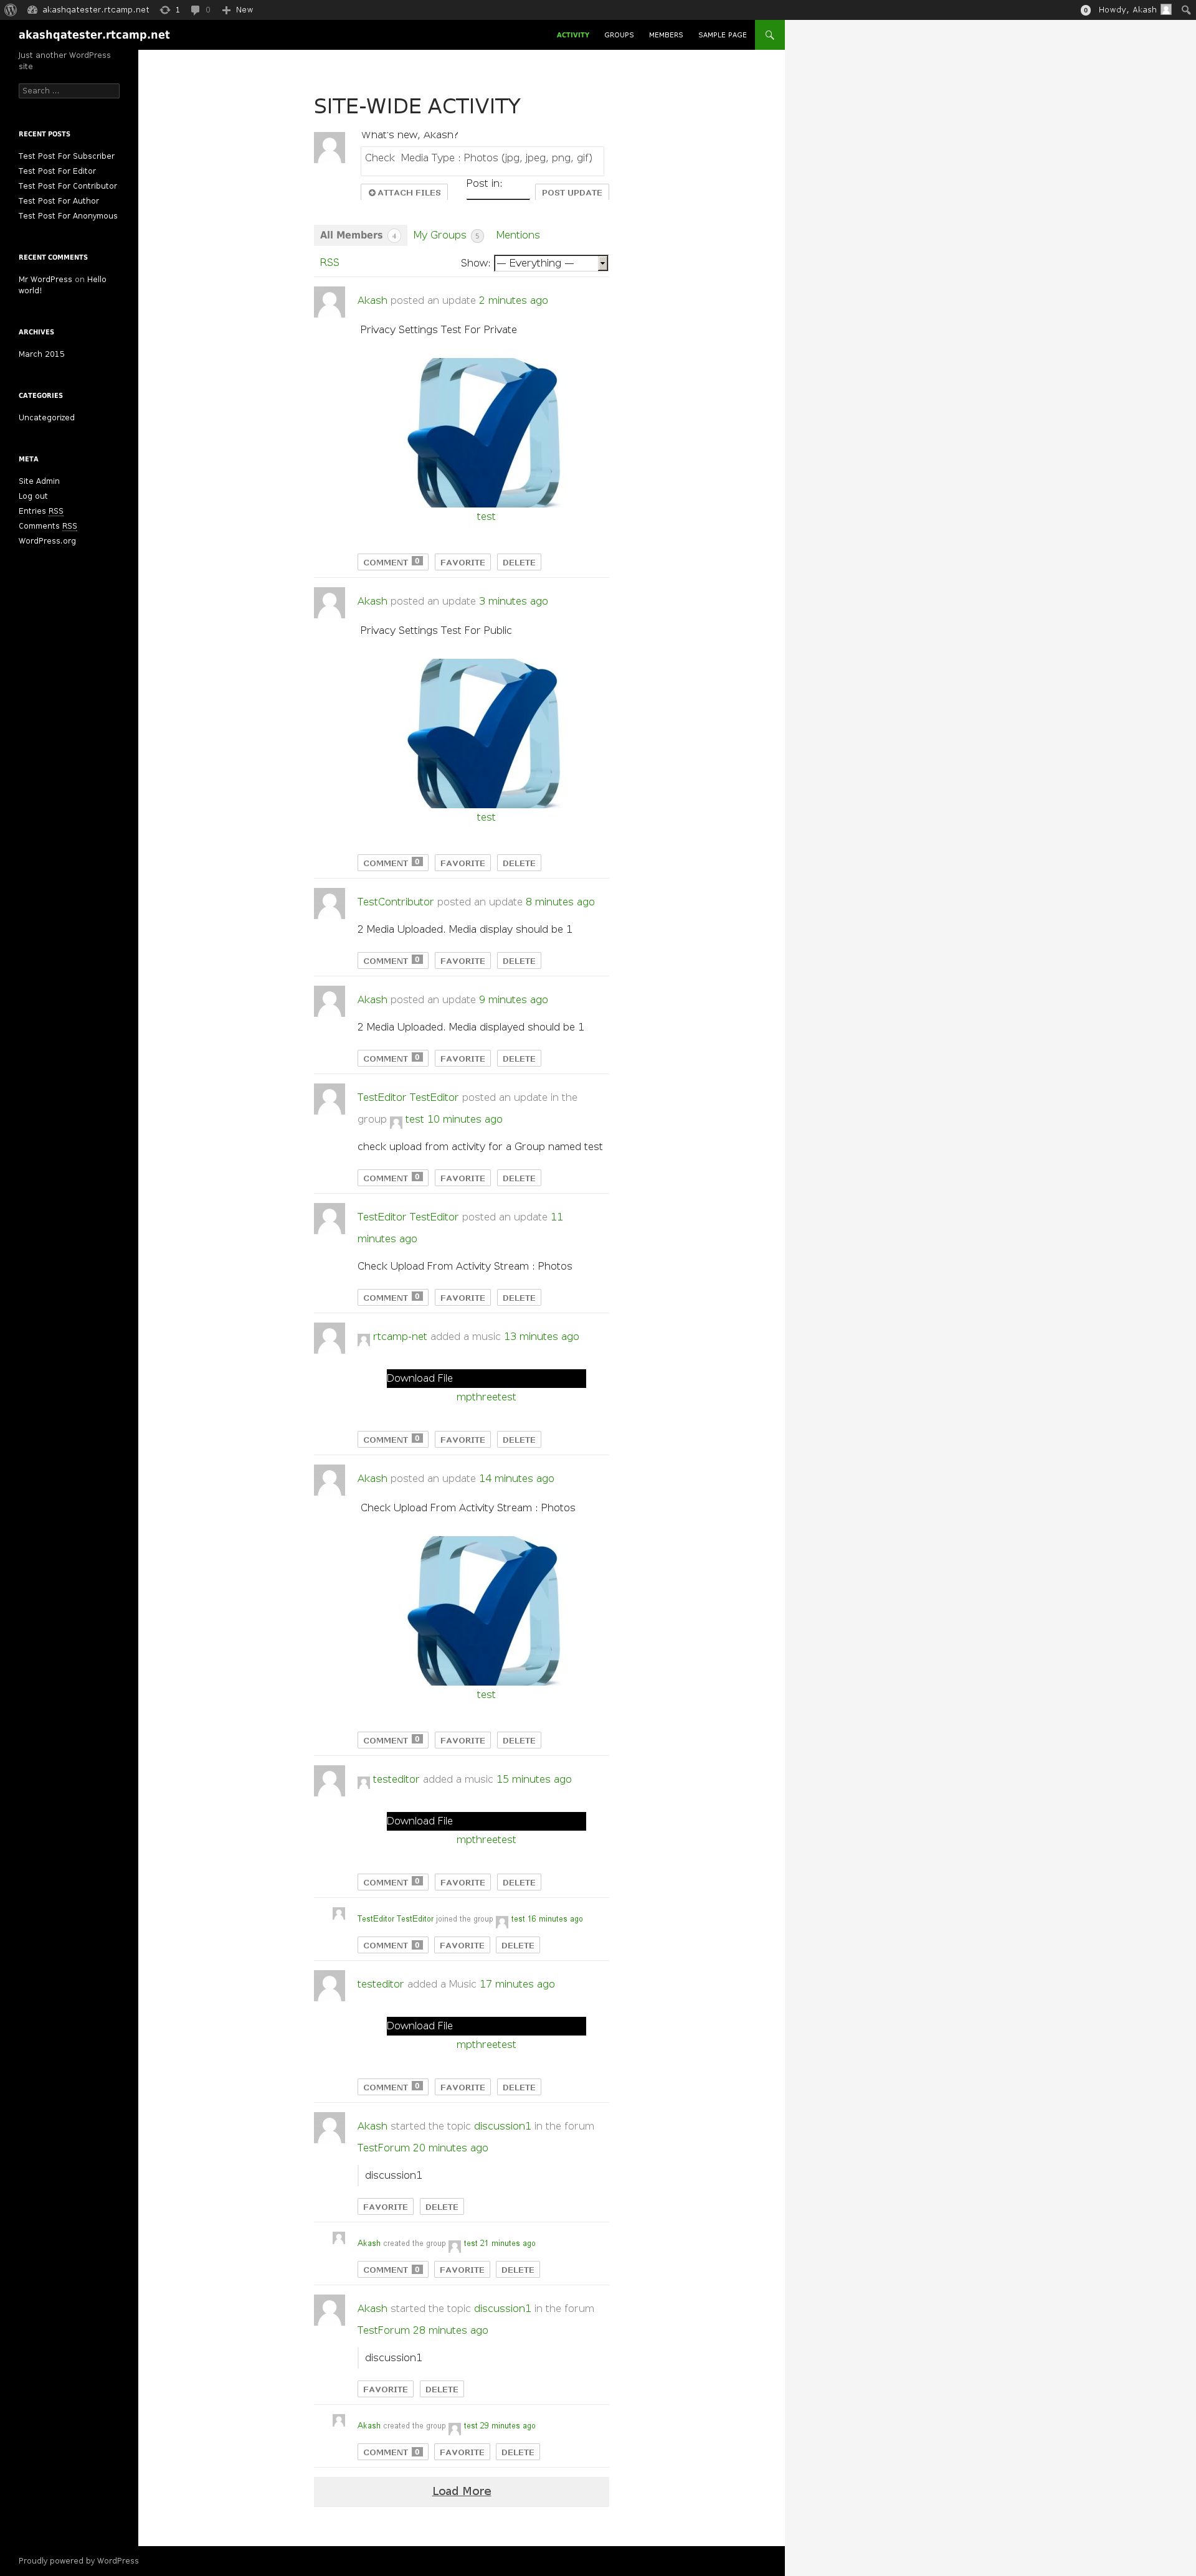 akashqatester.rtcamp.net 1 0 New 0 Howdy, Akash
akashqatester.rtcamp.net ACTIVITY GROUPS MEMBERS SAMPLE PAGE
Just another WordPress
site
Search ...
RECENT POSTS
Test Post For Subscriber
Test Post For Editor
Test Post For Contributor
Test Post For Author
Test Post For Anonymous
RECENT COMMENTS
Mr WordPress on Hello
world!
ARCHIVES
March 2015
CATEGORIES
Uncategorized
META
Site Admin
Log out
Entries RSS
Comments RSS
WordPress.org
SITE-WIDE ACTIVITY
What's new, Akash?
Check Media Type : Photos (jpg, jpeg, png, gif)
ATTACH FILES Post in: POST UPDATE
All Members 4 My Groups 5 Mentions
RSS Show: — Everything —
Akash posted an update 2 minutes ago
Privacy Settings Test For Private
test
COMMENT 0 FAVORITE DELETE
Akash posted an update 3 minutes ago
Privacy Settings Test For Public
test
COMMENT 0 FAVORITE DELETE
TestContributor posted an update 8 minutes ago
2 Media Uploaded. Media display should be 1
COMMENT 0 FAVORITE DELETE
Akash posted an update 9 minutes ago
2 Media Uploaded. Media displayed should be 1
COMMENT 0 FAVORITE DELETE
TestEditor TestEditor posted an update in the
group test 10 minutes ago
check upload from activity for a Group named test
COMMENT 0 FAVORITE DELETE
TestEditor TestEditor posted an update 11
minutes ago
Check Upload From Activity Stream : Photos
COMMENT 0 FAVORITE DELETE
rtcamp-net added a music 13 minutes ago
Download File
mpthreetest
COMMENT 0 FAVORITE DELETE
Akash posted an update 14 minutes ago
Check Upload From Activity Stream : Photos
test
COMMENT 0 FAVORITE DELETE
testeditor added a music 15 minutes ago
Download File
mpthreetest
COMMENT 0 FAVORITE DELETE
TestEditor TestEditor joined the group test 16 minutes ago
COMMENT 0 FAVORITE DELETE
testeditor added a Music 17 minutes ago
Download File
mpthreetest
COMMENT 0 FAVORITE DELETE
Akash started the topic discussion1 in the forum
TestForum 20 minutes ago
discussion1
FAVORITE DELETE
Akash created the group test 21 minutes ago
COMMENT 0 FAVORITE DELETE
Akash started the topic discussion1 in the forum
TestForum 28 minutes ago
discussion1
FAVORITE DELETE
Akash created the group test 29 minutes ago
COMMENT 0 FAVORITE DELETE
Load More
Proudly powered by WordPress